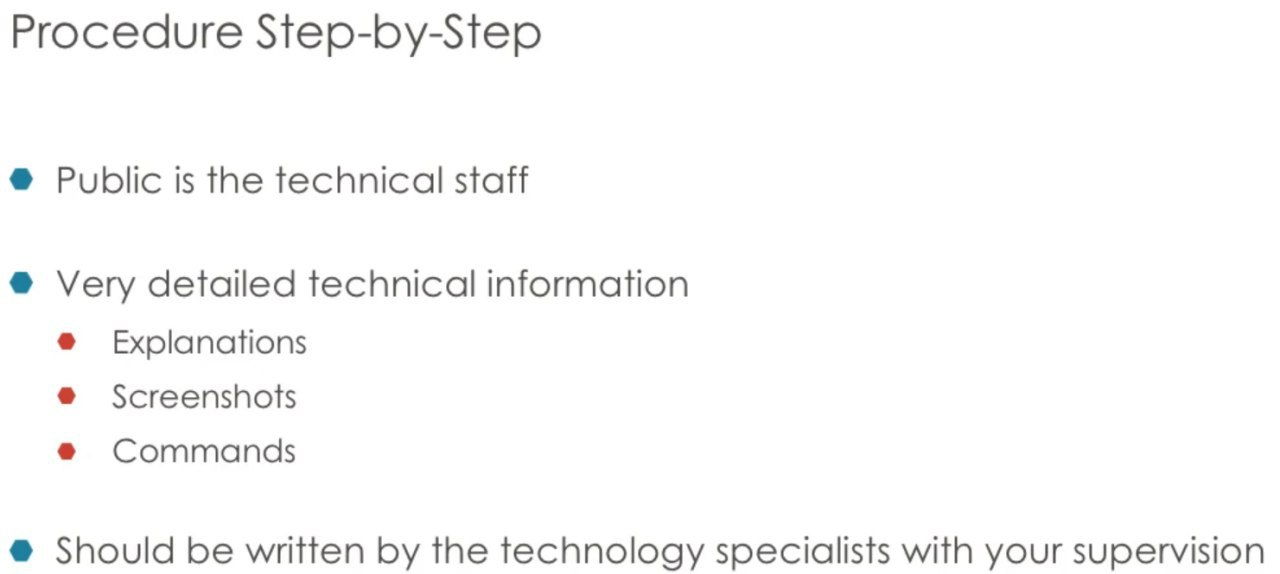 Procedure Step-by-Step
Public is the technical staff
Very detailed technical information
Explanations
Screenshots
Commands
Should be written by the technology specialists with your supervision